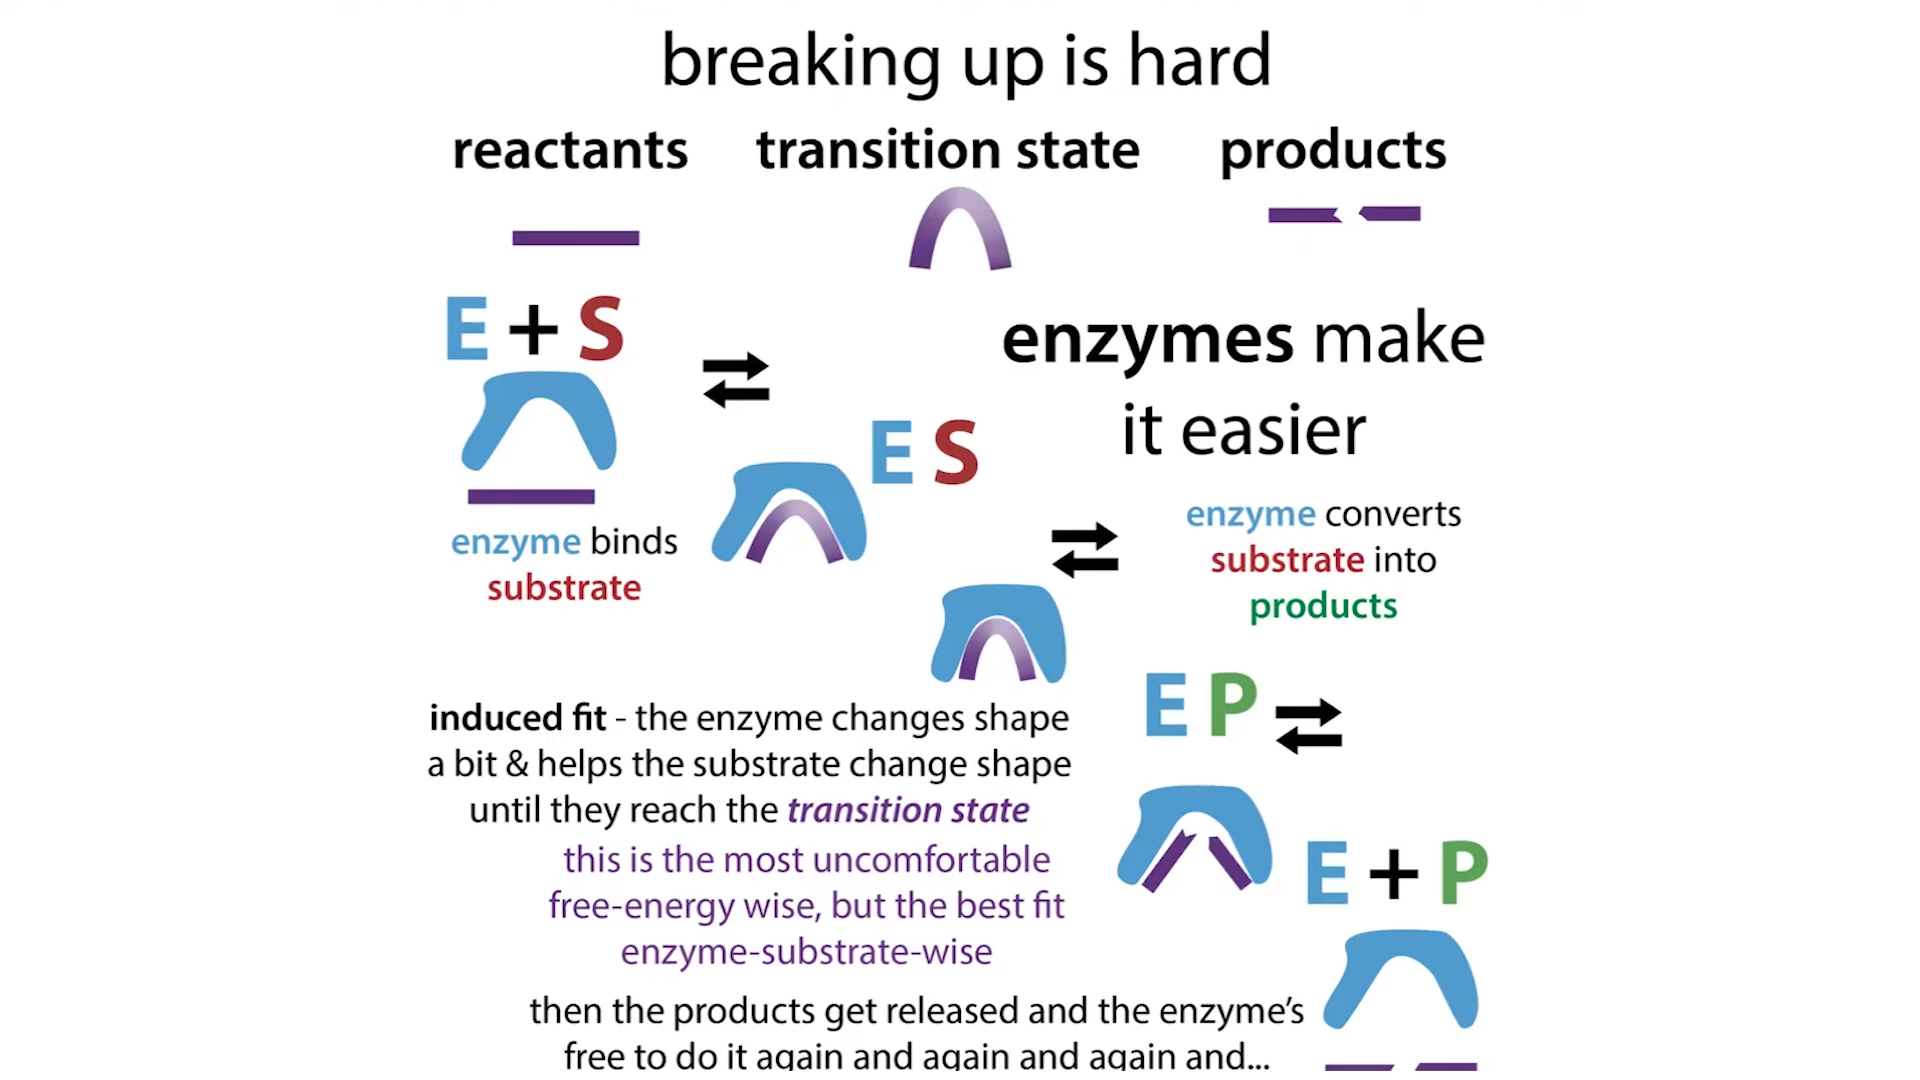 breaking up is hard
reactants
transition state
products
E + S
enzymes make
it easier
E S
enzyme binds
substrate
enzyme converts
substrate into
products
E P
induced fit - the enzyme changes shape
a bit & helps the substrate change shape
until they reach the transition state
this is the most uncomfortable
free-energy wise, but the best fit
enzyme-substrate-wise
E + P
then the products get released and the enzyme’s
free to do it again and again and again and...